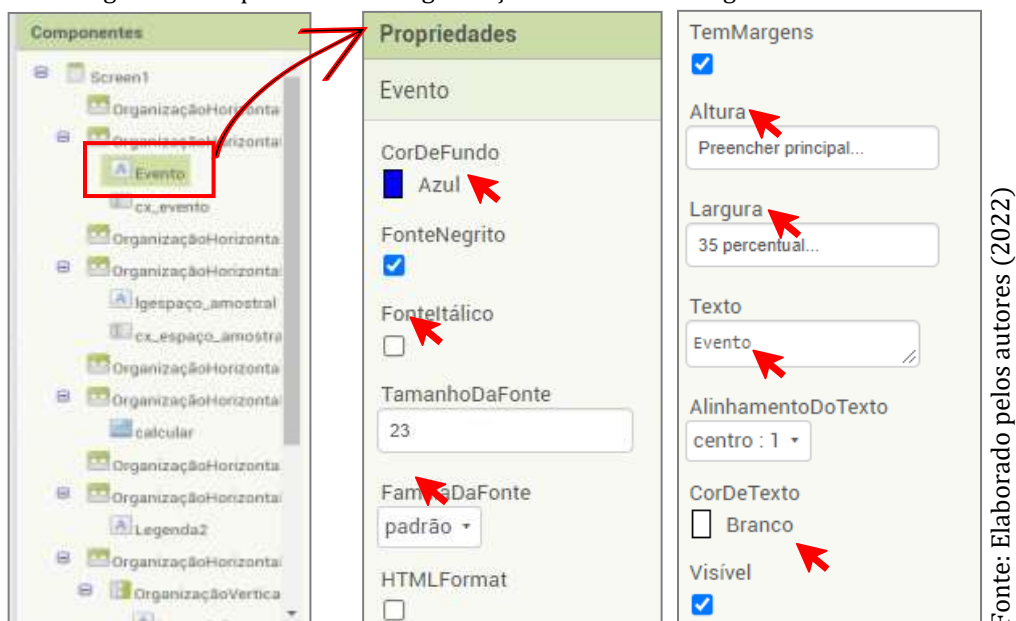 Componentes
Screen1
OrganizaçãoHorizonta
OrganizaçãoHorizontal
Evento
cx_evento
OrganizaçãoHorizonta
OrganizaçãoHorizontal
lgespaço_amostral
cx_espaço_amostra
OrganizaçãoHorizonta
OrganizaçãoHorizontal
calcular
OrganizaçãoHorizonta
OrganizaçãoHorizontal
Legenda2
OrganizaçãoHorizontal
OrganizaçãoVertica
Propriedades
Evento
CorDeFundo
Azul
FonteNegrito
FonteItálico
TamanhoDaFonte
23
FamíliaDaFonte
padrão
HTMLFormat
TemMargens
Altura
Preencher principal...
Largura
35 percentual...
Texto
Evento
AlinhamentoDoTexto
centro : 1
CorDeTexto
Branco
Visível
Fonte: Elaborado pelos autores (2022)